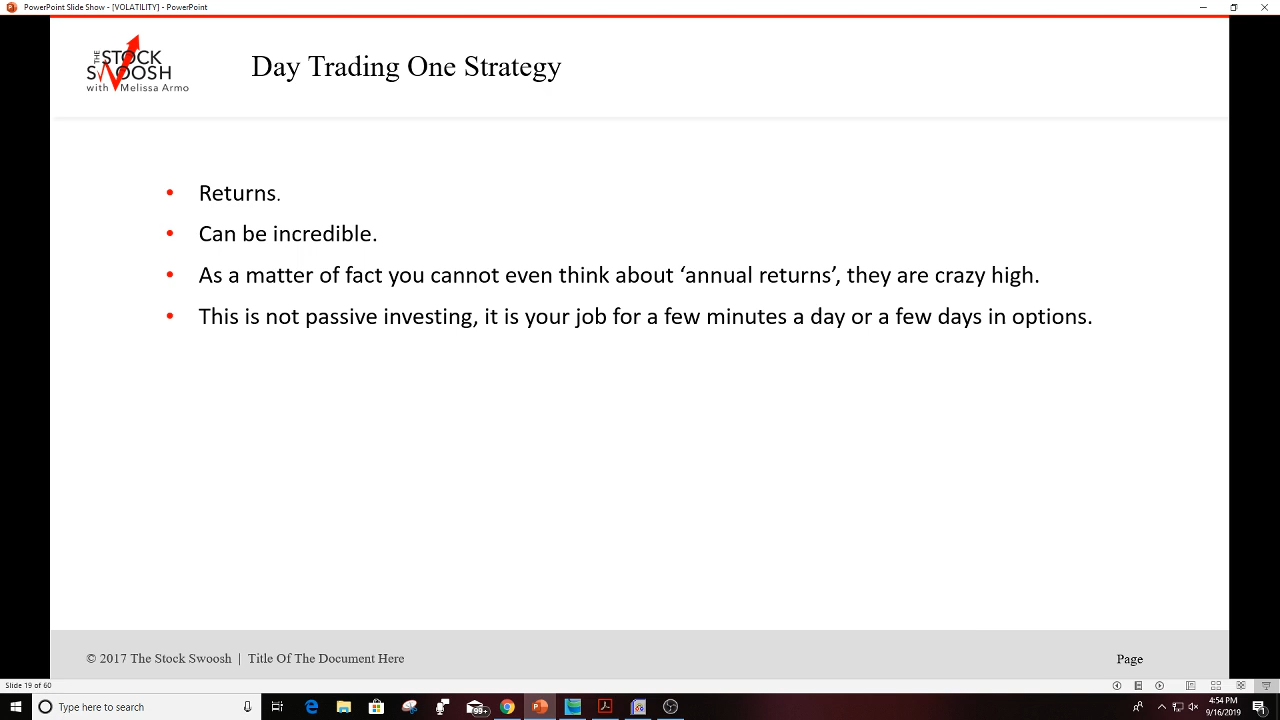 PowerPoint Slide Show - [VOLATILITY] - PowerPoint
THE
STOCK
SWOOSH
with Melissa Armo
Day Trading One Strategy
• Returns.
• Can be incredible.
• As a matter of fact you cannot even think about ‘annual returns’, they are crazy high.
• This is not passive investing, it is your job for a few minutes a day or a few days in options.
© 2017 The Stock Swoosh | Title Of The Document Here
Page
Slide 19 of 60
Type here to search
99+
4:54 PM
9/16/2019